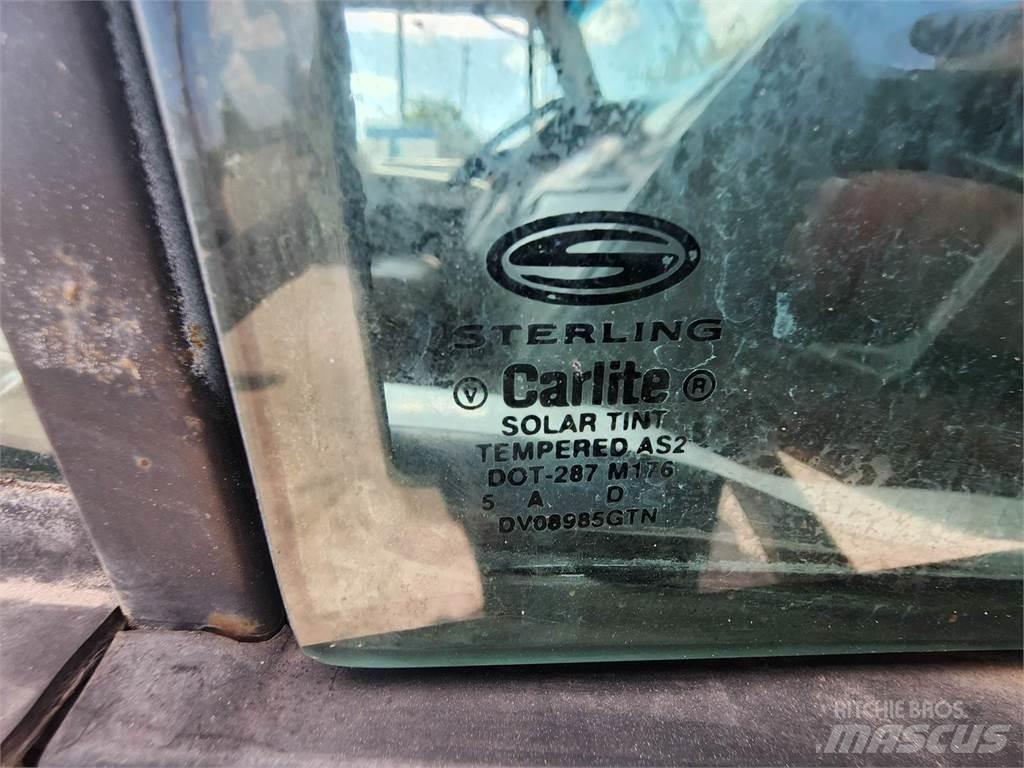 S
STERLING
V Carlite ®
SOLAR TINT
TEMPERED AS2
DOT-287 M176
5 A D
DV08985GTN
RITCHIE BROS.
MASCUS